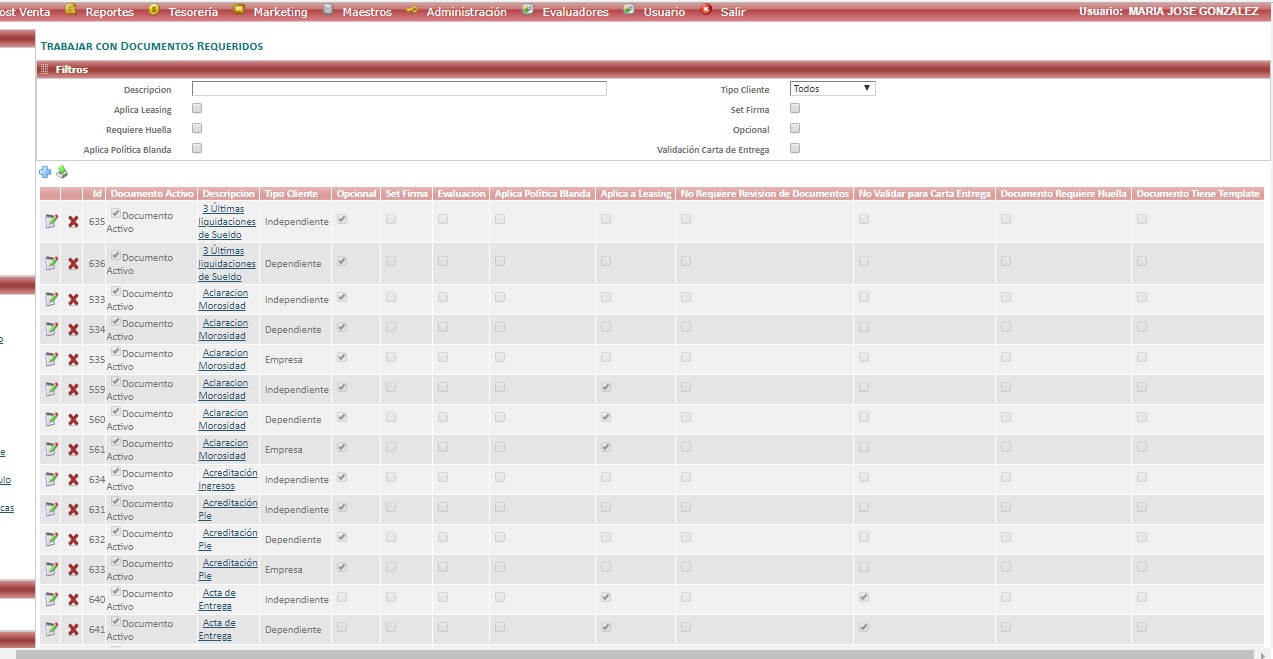 ost Venta Reportes Tesorería Marketing Maestros Administración Evaluadores Usuario Salir Usuario: MARIA JOSE GONZALEZ
TRABAJAR CON DOCUMENTOS REQUERIDOS
Filtros
Descripcion Tipo Cliente Todos
Aplica Leasing Set Firma
Requiere Huella Opcional
Aplica Política Blanda Validación Carta de Entrega
Id Documento Activo Descripcion Tipo Cliente Opcional Set Firma Evaluacion Aplica Política Blanda Aplica a Leasing No Requiere Revision de Documentos No Validar para Carta Entrega Documento Requiere Huella Documento Tiene Template
635 Documento Activo 3 Últimas liquidaciones de Sueldo Independiente
636 Documento Activo 3 Últimas liquidaciones de Sueldo Dependiente
533 Documento Activo Aclaracion Morosidad Independiente
534 Documento Activo Aclaracion Morosidad Dependiente
535 Documento Activo Aclaracion Morosidad Empresa
559 Documento Activo Aclaracion Morosidad Independiente
560 Documento Activo Aclaracion Morosidad Dependiente
561 Documento Activo Aclaracion Morosidad Empresa
634 Documento Activo Acreditación Ingresos Independiente
631 Documento Activo Acreditación Pie Independiente
632 Documento Activo Acreditación Pie Dependiente
633 Documento Activo Acreditación Pie Empresa
640 Documento Activo Acta de Entrega Independiente
641 Documento Activo Acta de Entrega Dependiente
o
e
ulo
cas